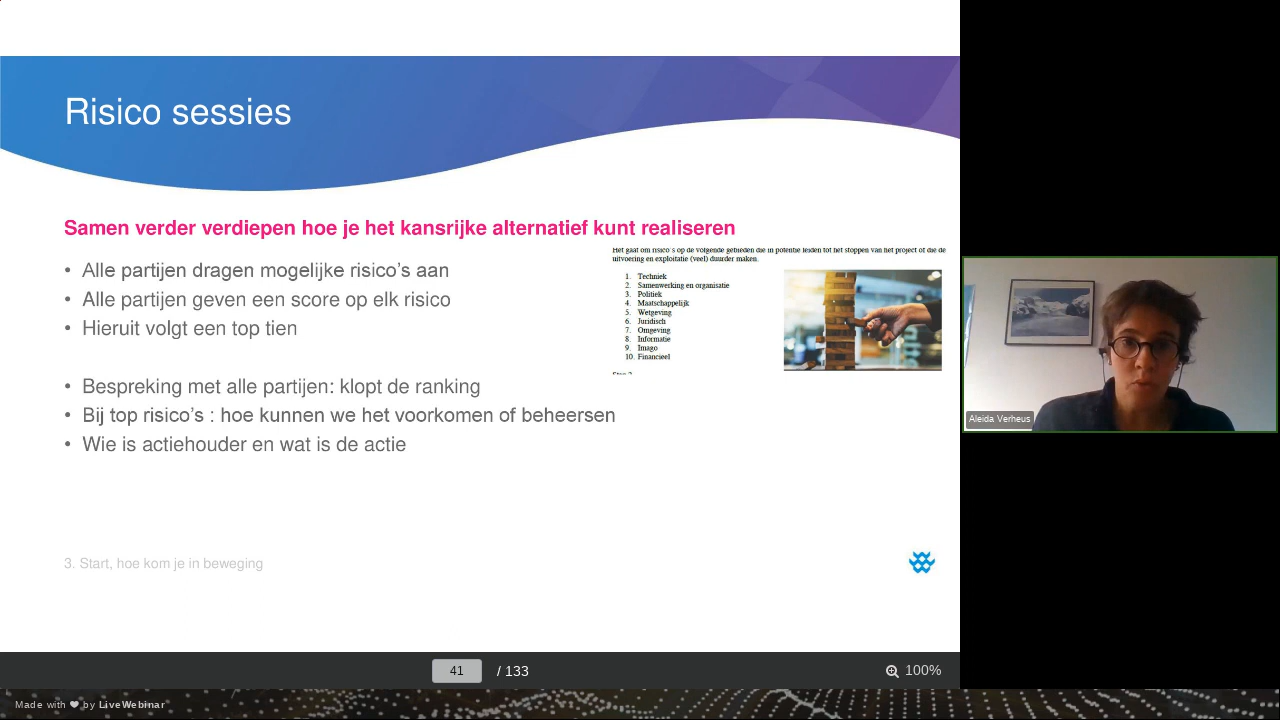 Risico sessies
Samen verder verdiepen hoe je het kansrijke alternatief kunt realiseren
• Alle partijen dragen mogelijke risico’s aan
• Alle partijen geven een score op elk risico
• Hieruit volgt een top tien
• Bespreking met alle partijen: klopt de ranking
• Bij top risico’s : hoe kunnen we het voorkomen of beheersen
• Wie is actiehouder en wat is de actie
Het gaat om risico's op de volgende gebieden die in potentie leiden tot het stoppen van het project of die de
uitvoering en exploitatie (veel) duurder maken.
1. Techniek
2. Samenwerking en organisatie
3. Politiek
4. Maatschappelijk
5. Wetgeving
6. Juridisch
7. Omgeving
8. Informatie
9. Imago
10. Financieel
3. Start, hoe kom je in beweging
Aleida Verheus
41 / 133
100%
Made with ❤ by LiveWebinar